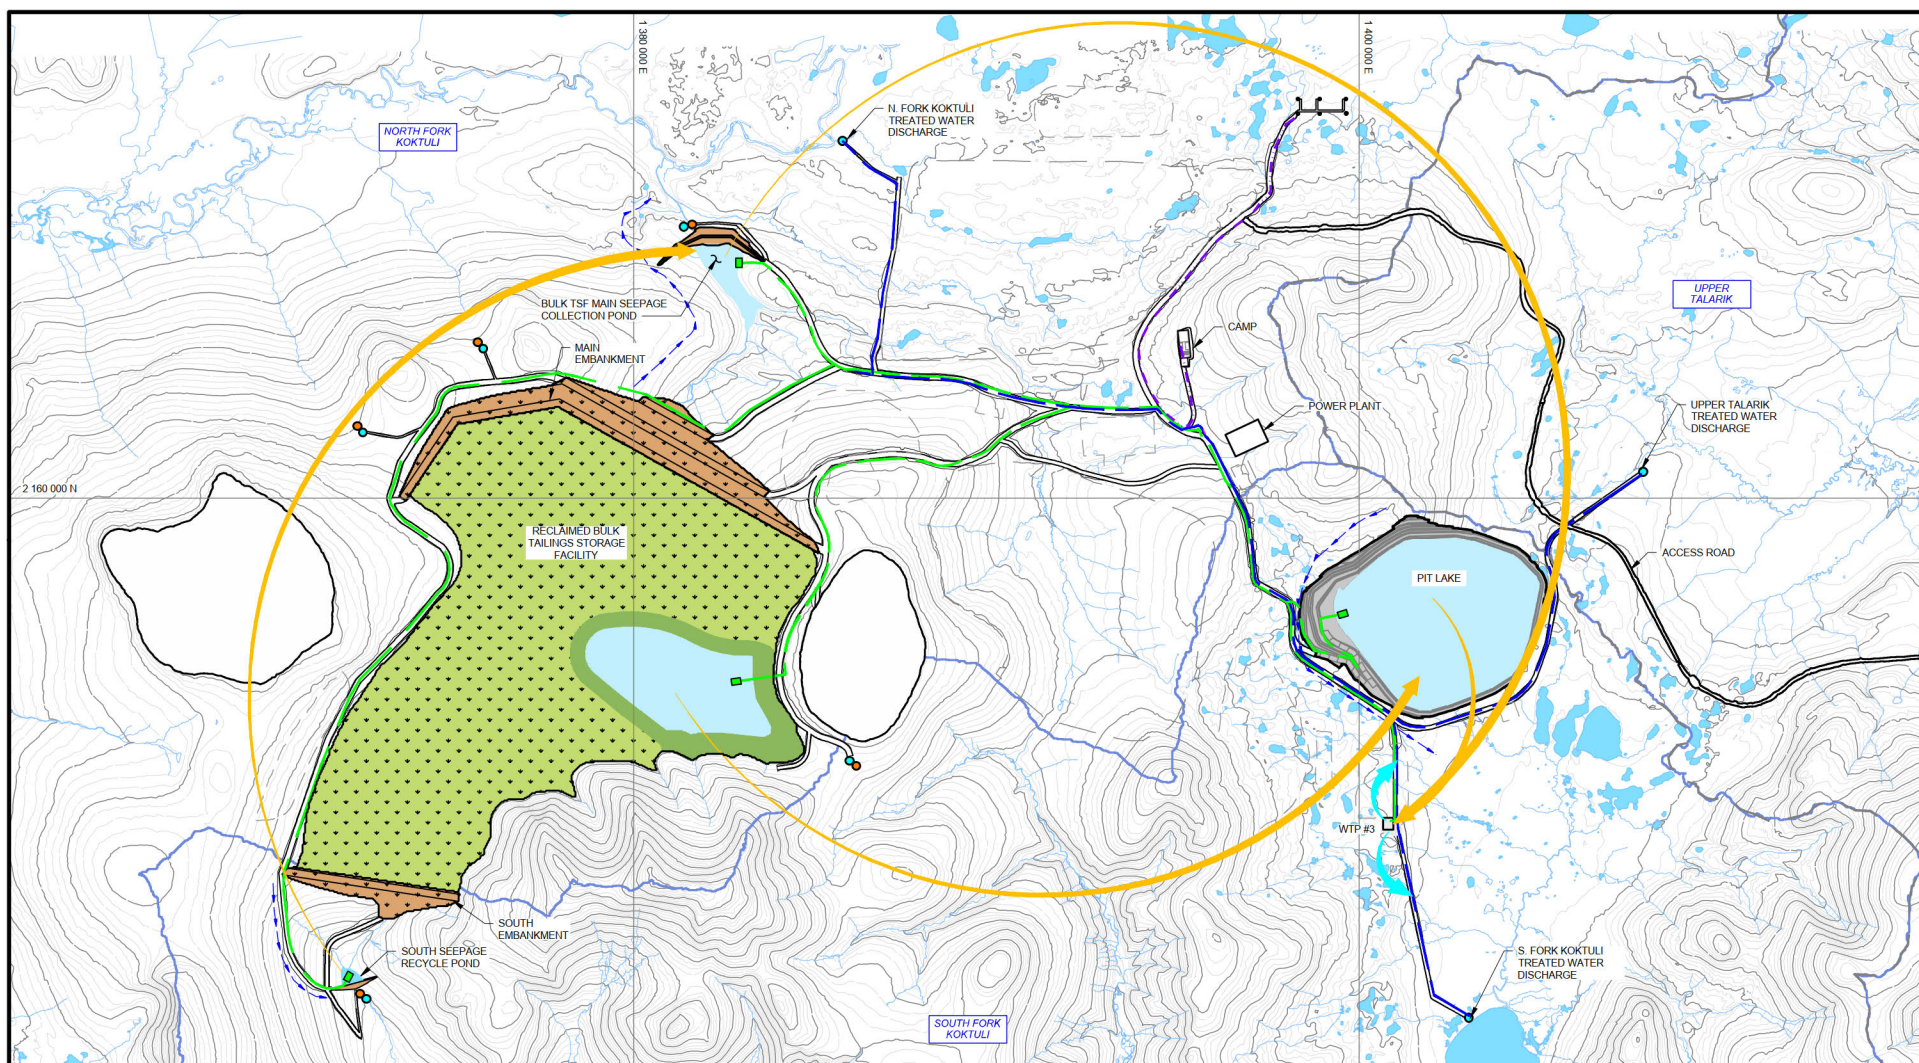 1 380 000 E
1 400 000 E
N. FORK KOKTULI
TREATED WATER
DISCHARGE
NORTH FORK
KOKTULI
UPPER
TALARIK
BULK TSF MAIN SEEPAGE
COLLECTION POND
MAIN
EMBANKMENT
CAMP
POWER PLANT
UPPER TALARIK
TREATED WATER
DISCHARGE
2 160 000 N
RECLAIMED BULK
TAILINGS STORAGE
FACILITY
ACCESS ROAD
PIT LAKE
WTP #3
SOUTH
EMBANKMENT
SOUTH SEEPAGE
RECYCLE POND
S. FORK KOKTULI
TREATED WATER
DISCHARGE
SOUTH FORK
KOKTULI